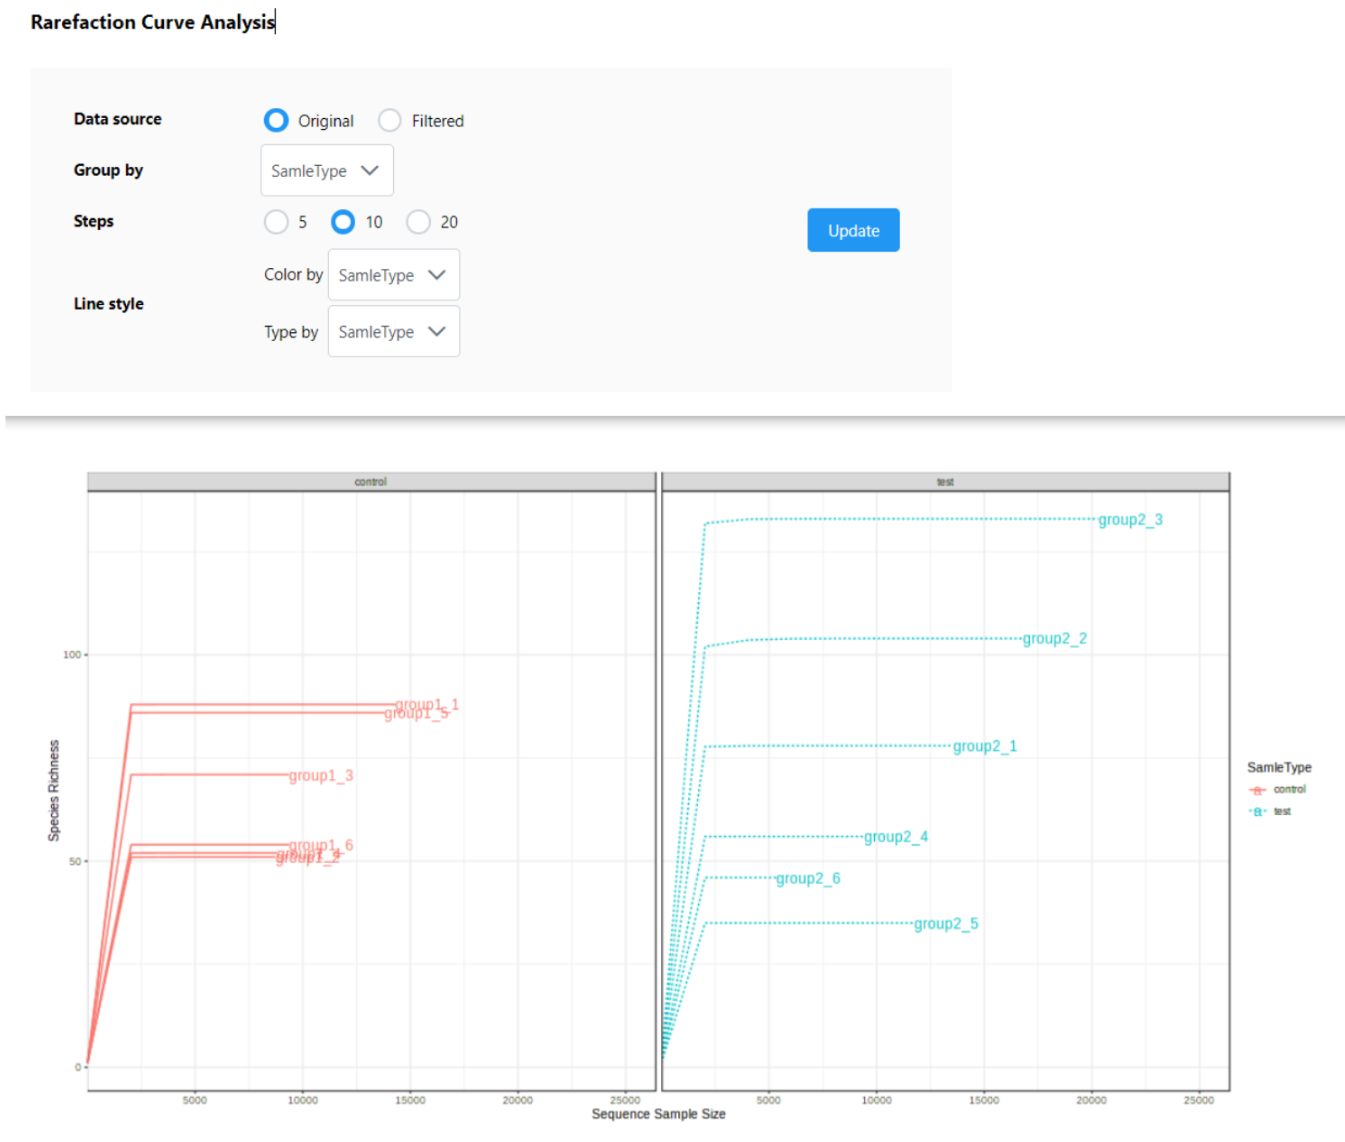 Rarefaction Curve Analysis
Data source
Original
Filtered
Group by
SamleType
Steps
5
10
20
Update
Line style
Color by SamleType
Type by SamleType
control
test
Species Richness
100
50
0
group1_1
group1_5
group1_3
group1_6
group1_4
group1_2
group2_3
group2_2
group2_1
group2_4
group2_6
group2_5
5000 10000 15000 20000 25000
5000 10000 15000 20000 25000
Sequence Sample Size
SamleType
a control
a test